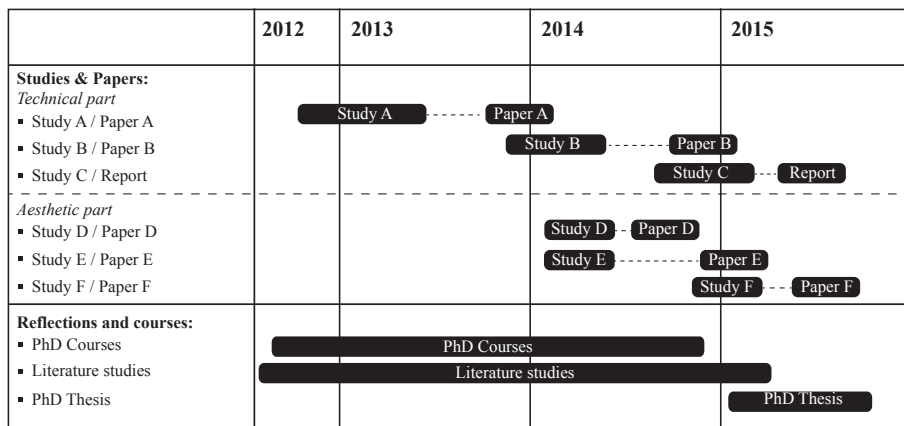 2012 2013 2014 2015
Studies & Papers:
Technical part
▪ Study A / Paper A Study A Paper A
▪ Study B / Paper B Study B Paper B
▪ Study C / Report Study C Report
Aesthetic part
▪ Study D / Paper D Study D Paper D
▪ Study E / Paper E Study E Paper E
▪ Study F / Paper F Study F Paper F
Reflections and courses:
▪ PhD Courses PhD Courses
▪ Literature studies Literature studies
▪ PhD Thesis PhD Thesis